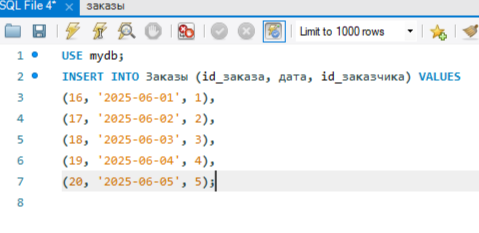 SQL File 4* × заказы
Limit to 1000 rows
1 USE mydb;
2 INSERT INTO Заказы (id_заказа, дата, id_заказчика) VALUES
3 (16, '2025-06-01', 1),
4 (17, '2025-06-02', 2),
5 (18, '2025-06-03', 3),
6 (19, '2025-06-04', 4),
7 (20, '2025-06-05', 5);
8